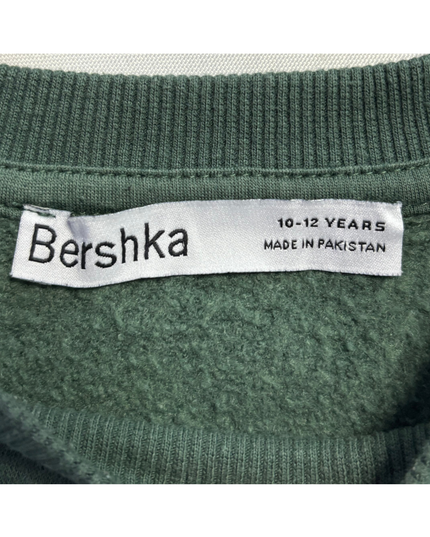 Bershka
10-12 YEARS
MADE IN PAKISTAN